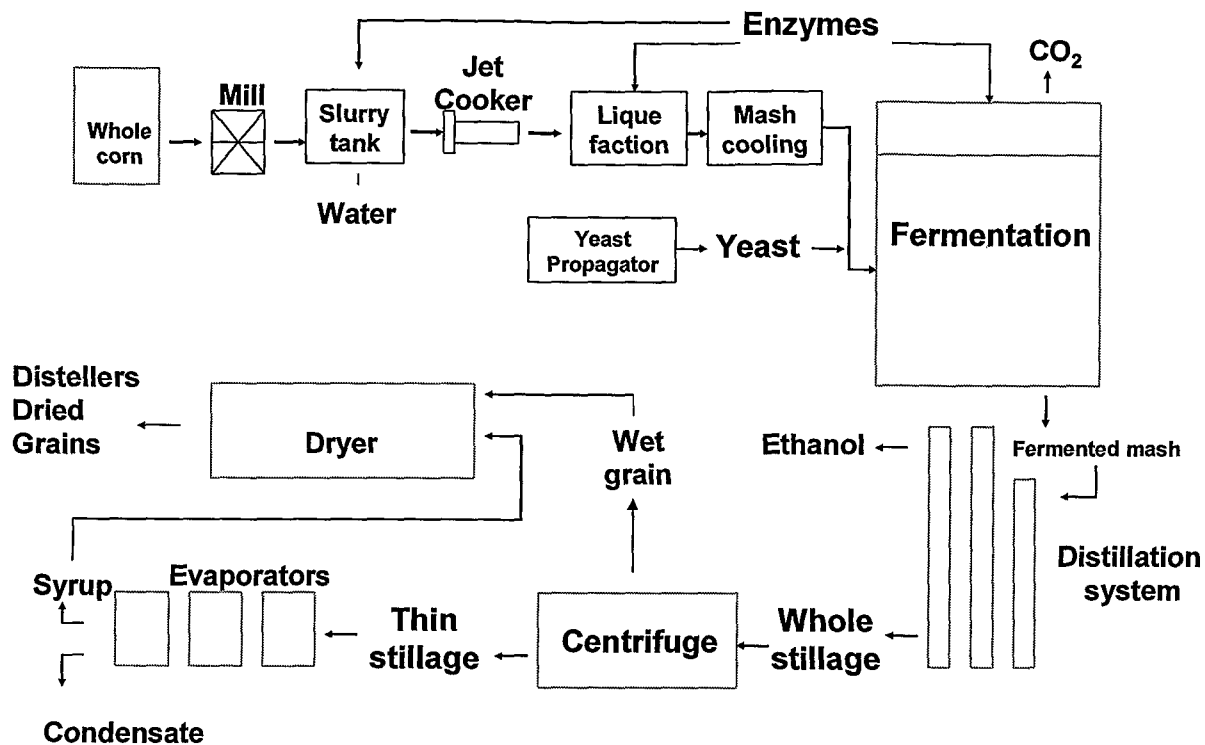 Enzymes
CO2
Jet
Cooker
Mill
Whole
corn
Slurry
tank
Lique
faction
Mash
cooling
Water
Yeast
Propagator
Yeast
Fermentation
Distellers
Dried
Grains
Dryer
Wet
grain
Ethanol
Fermented mash
Distillation
system
Syrup
Evaporators
Thin
stillage
Centrifuge
Whole
stillage
Condensate